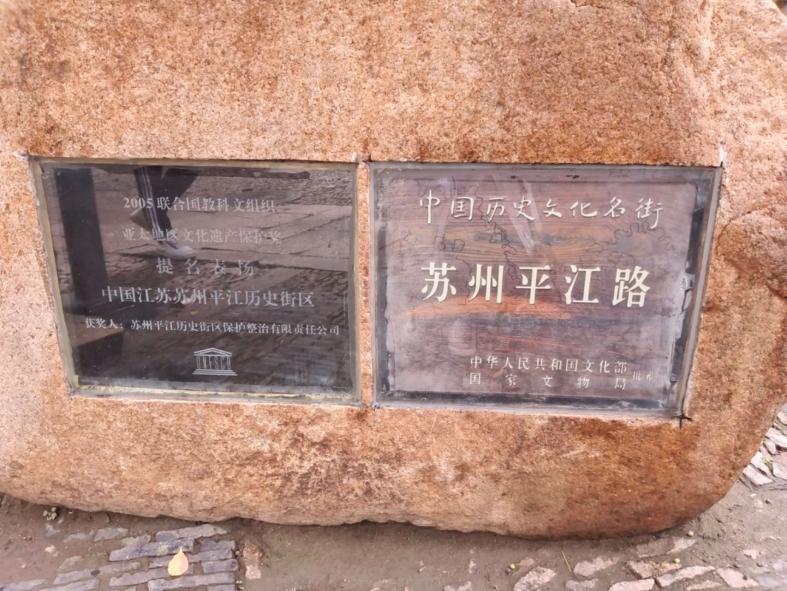 2005 联合国教科文组织
亚太地区文化遗产保护奖
提名表扬
中国江苏苏州平江历史街区
获奖人：苏州平江历史街区保护整治有限责任公司
中国历史文化名街
苏州平江路
中华人民共和国文化部
国家文物局